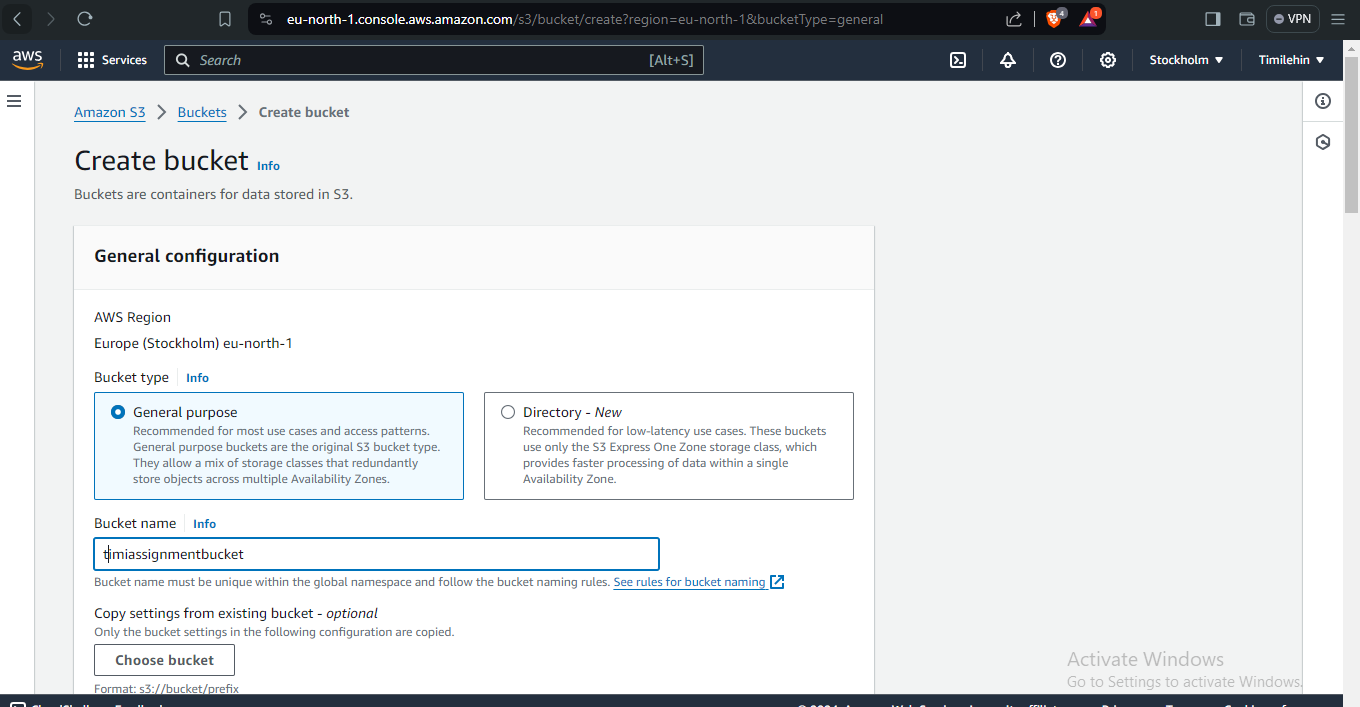 eu-north-1.console.aws.amazon.com/s3/bucket/create?region=eu-north-1&bucketType=general
4
1
VPN
aws
Services
Search
[Alt+S]
Stockholm
Timilehin
Amazon S3
Buckets
Create bucket
Create bucket Info
Buckets are containers for data stored in S3.
General configuration
AWS Region
Europe (Stockholm) eu-north-1
Bucket type Info
General purpose
Recommended for most use cases and access patterns.
General purpose buckets are the original S3 bucket type.
They allow a mix of storage classes that redundantly
store objects across multiple Availability Zones.
Directory - New
Recommended for low-latency use cases. These buckets
use only the S3 Express One Zone storage class, which
provides faster processing of data within a single
Availability Zone.
Bucket name Info
timiassignmentbucket
Bucket name must be unique within the global namespace and follow the bucket naming rules. See rules for bucket naming
Copy settings from existing bucket - optional
Only the bucket settings in the following configuration are copied.
Choose bucket
Format: s3://bucket/prefix
Activate Windows
Go to Settings to activate Windows.